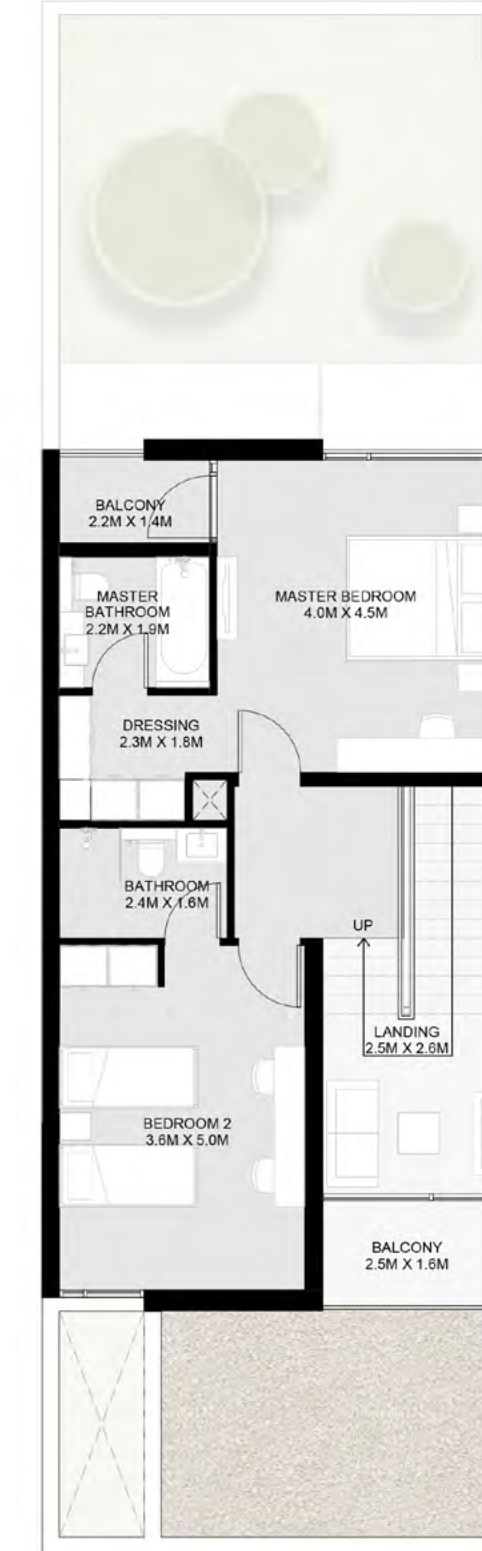 BALCONY
2.2M X 1.4M
MASTER
BATHROOM
2.2M X 1.9M
MASTER BEDROOM
4.0M X 4.5M
DRESSING
2.3M X 1.8M
BATHROOM
2.4M X 1.6M
UP
LANDING
2.5M X 2.6M
BEDROOM 2
3.6M X 5.0M
BALCONY
2.5M X 1.6M